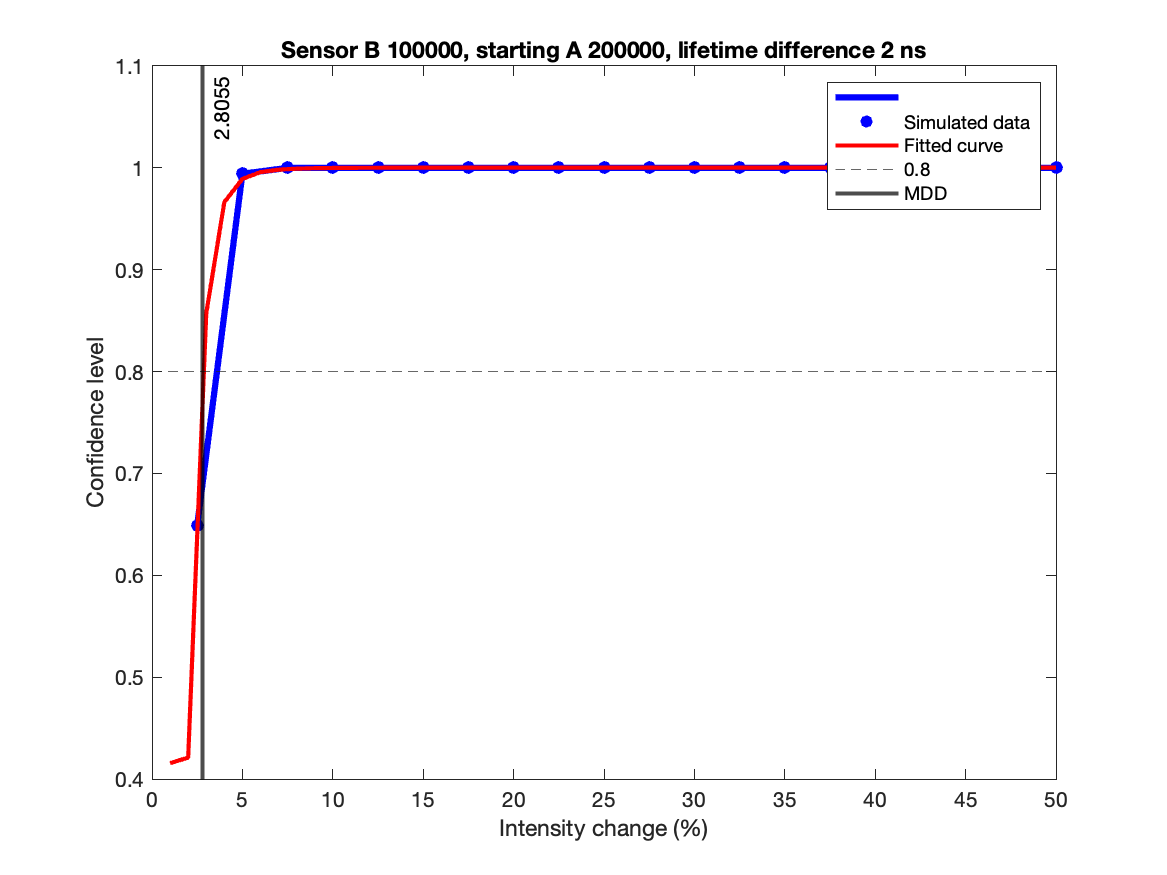 Sensor B 100000, starting A 200000, lifetime difference 2 ns
1.1
1
0.9
0.8
0.7
0.6
0.5
0.4
Confidence level
2.8055
Simulated data
Fitted curve
0.8
MDD
0 5 10 15 20 25 30 35 40 45 50
Intensity change (%)